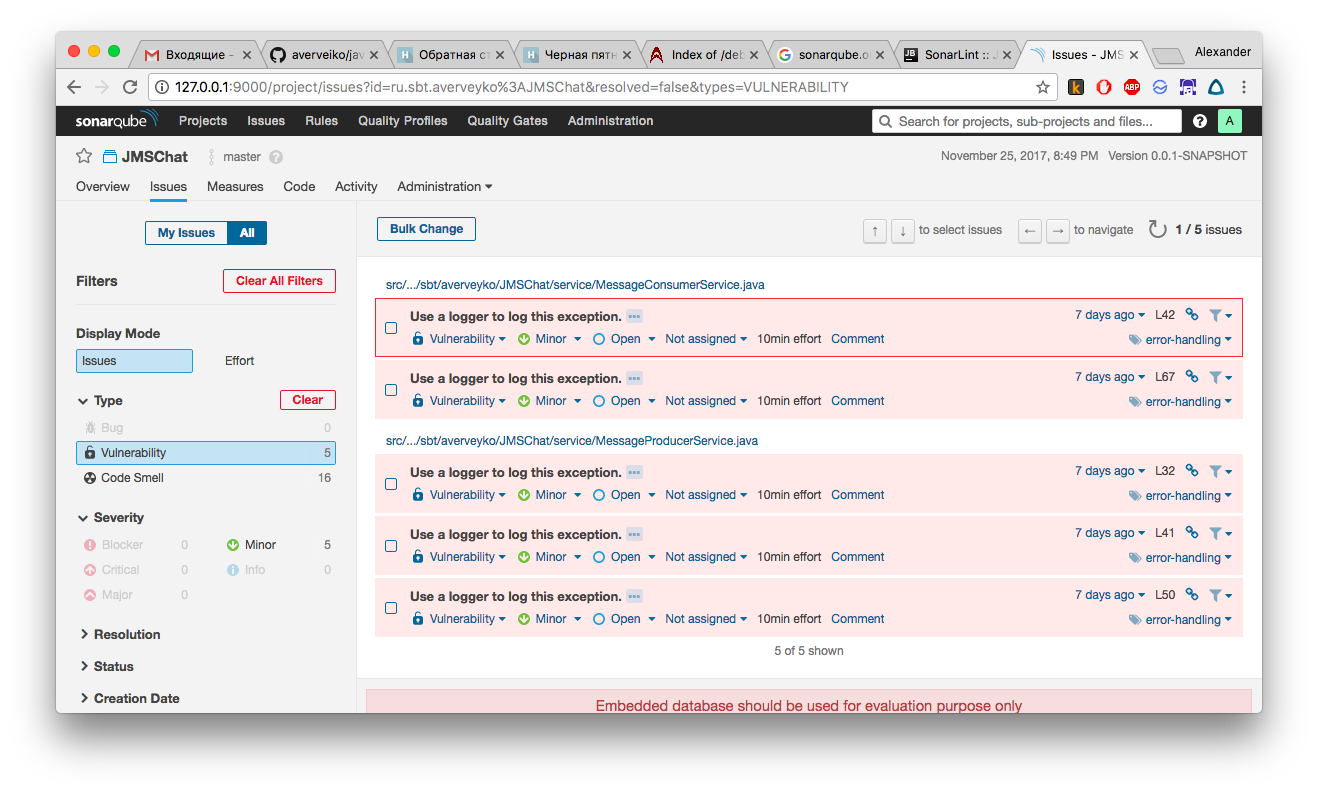 Входящие –
averveiko/jav
Обратная ст
Черная пятн
Index of /deb
sonarqube.o
SonarLint :: J
Issues - JMS
Alexander
127.0.0.1:9000/project/issues?id=ru.sbt.averveyko%3AJMSChat&resolved=false&types=VULNERABILITY
sonarqube Projects Issues Rules Quality Profiles Quality Gates Administration Search for projects, sub-projects and files... ? A
JMSChat master ? November 25, 2017, 8:49 PM Version 0.0.1-SNAPSHOT
Overview Issues Measures Code Activity Administration
My Issues All
Filters Clear All Filters
Display Mode
Issues Effort
Type Clear
Bug 0
Vulnerability 5
Code Smell 16
Severity
Blocker 0 Minor 5
Critical 0 Info 0
Major 0
Resolution
Status
Creation Date
Bulk Change ↑ ↓ to select issues ← → to navigate 1 / 5 issues
src/.../sbt/averveyko/JMSChat/service/MessageConsumerService.java
Use a logger to log this exception. ... 7 days ago L42
Vulnerability Minor Open Not assigned 10min effort Comment error-handling
Use a logger to log this exception. ... 7 days ago L67
Vulnerability Minor Open Not assigned 10min effort Comment error-handling
src/.../sbt/averveyko/JMSChat/service/MessageProducerService.java
Use a logger to log this exception. ... 7 days ago L32
Vulnerability Minor Open Not assigned 10min effort Comment error-handling
Use a logger to log this exception. ... 7 days ago L41
Vulnerability Minor Open Not assigned 10min effort Comment error-handling
Use a logger to log this exception. ... 7 days ago L50
Vulnerability Minor Open Not assigned 10min effort Comment error-handling
5 of 5 shown
Embedded database should be used for evaluation purpose only